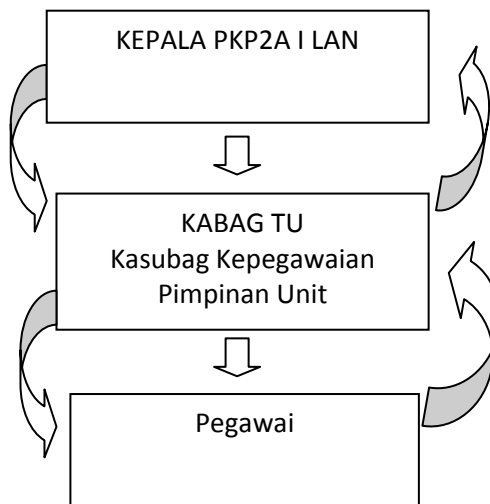 KEPALA PKP2A I LAN
KABAG TU
Kasubag Kepegawaian
Pimpinan Unit
Pegawai